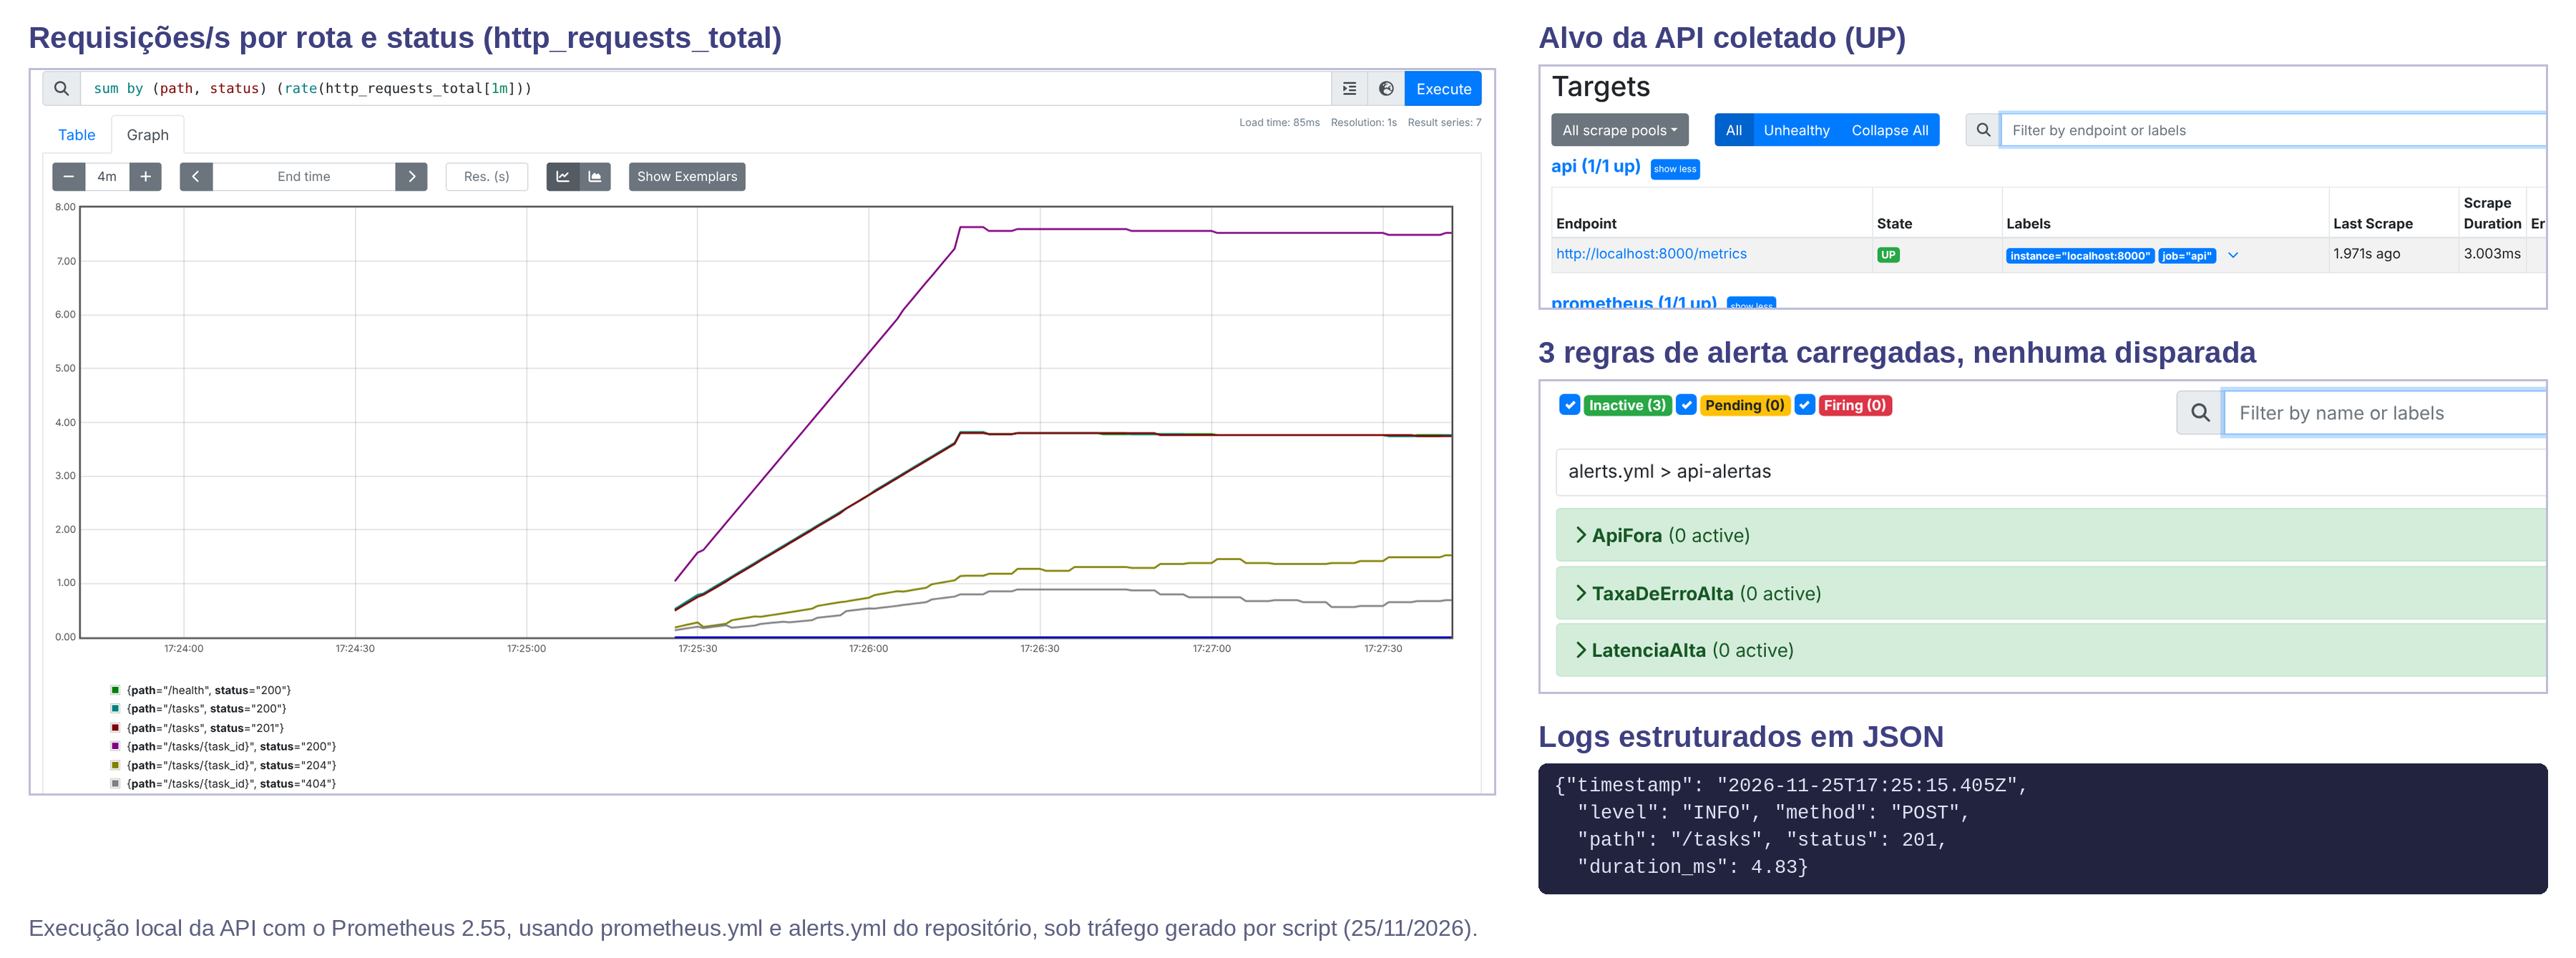 Requisições/s por rota e status (http_requests_total)
sum by (path, status) (rate(http_requests_total[1m]))
Execute
Table
Graph
Load time: 85ms Resolution: 1s Result series: 7
4m
End time
Res. (s)
Show Exemplars
8.00
7.00
6.00
5.00
4.00
3.00
2.00
1.00
0.00
17:24:00 17:24:30 17:25:00 17:25:30 17:26:00 17:26:30 17:27:00 17:27:30
{path="/health", status="200"}
{path="/tasks", status="200"}
{path="/tasks", status="201"}
{path="/tasks/{task_id}", status="200"}
{path="/tasks/{task_id}", status="204"}
{path="/tasks/{task_id}", status="404"}
Alvo da API coletado (UP)
Targets
All scrape pools
All Unhealthy Collapse All
Filter by endpoint or labels
api (1/1 up) show less
Endpoint State Labels Last Scrape Scrape Duration Er
http://localhost:8000/metrics UP instance="localhost:8000" job="api" 1.971s ago 3.003ms
prometheus (1/1 up) show less
3 regras de alerta carregadas, nenhuma disparada
Inactive (3) Pending (0) Firing (0)
Filter by name or labels
alerts.yml > api-alertas
ApiFora (0 active)
TaxaDeErroAlta (0 active)
LatenciaAlta (0 active)
Logs estruturados em JSON
{"timestamp": "2026-11-25T17:25:15.405Z",
"level": "INFO", "method": "POST",
"path": "/tasks", "status": 201,
"duration_ms": 4.83}
Execução local da API com o Prometheus 2.55, usando prometheus.yml e alerts.yml do repositório, sob tráfego gerado por script (25/11/2026).